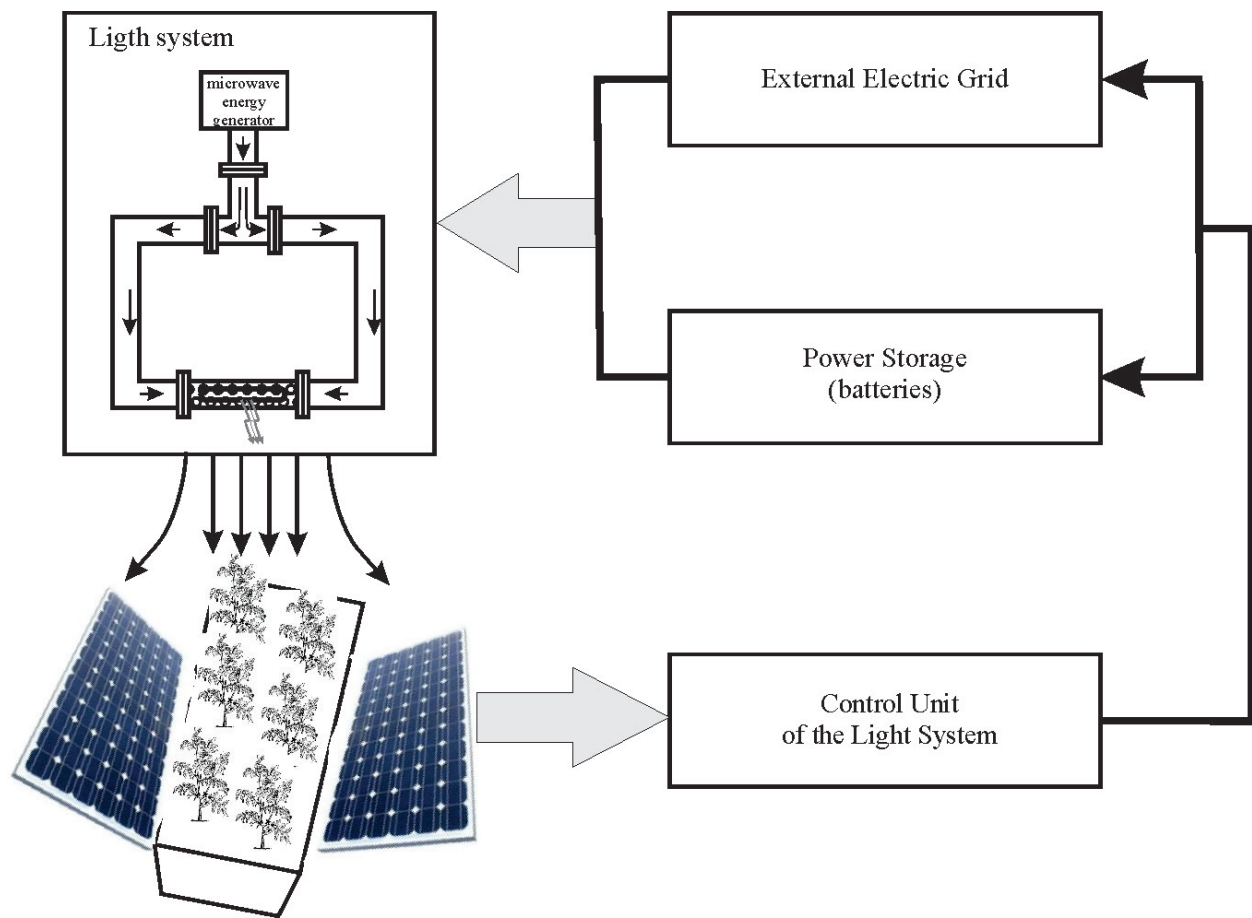 Ligth system
microwave
energy
generator
External Electric Grid
Power Storage
(batteries)
Control Unit
of the Light System